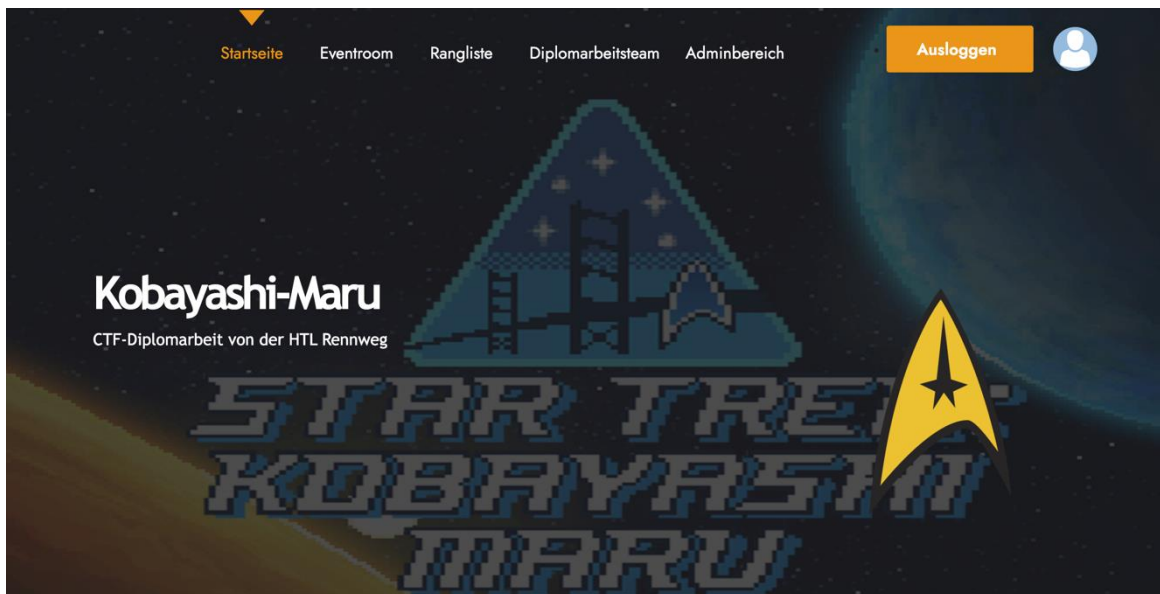 Startseite Eventroom Rangliste Diplomarbeitsteam Adminbereich Ausloggen
Kobayashi-Maru
CTF-Diplomarbeit von der HTL Rennweg
STAR TREK:
KOBAYASHI
MARU